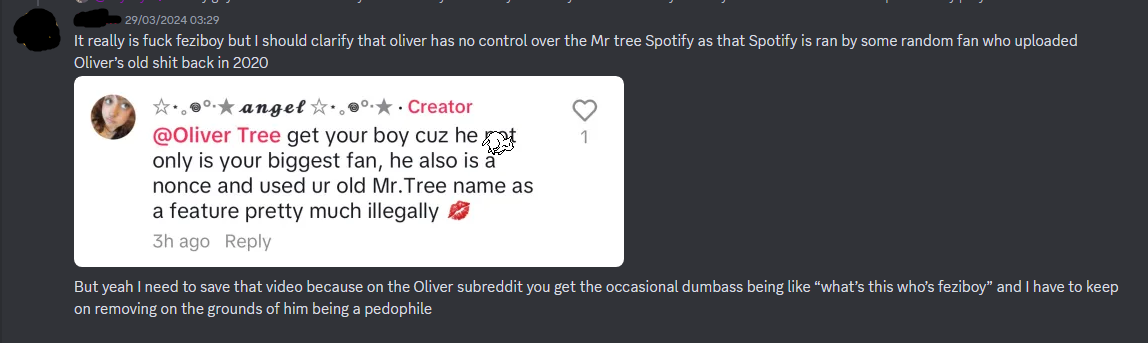 29/03/2024 03:29
It really is fuck feziboy but I should clarify that oliver has no control over the Mr tree Spotify as that Spotify is ran by some random fan who uploaded
Oliver's old shit back in 2020
☆⋆｡๑°‧★ 𝓪𝓷𝓰𝓮𝓵 ☆⋆｡๑°‧★ · Creator
@Oliver Tree get your boy cuz he not
only is your biggest fan, he also is a
nonce and used ur old Mr.Tree name as
a feature pretty much illegally 💋
1
3h ago Reply
But yeah I need to save that video because on the Oliver subreddit you get the occasional dumbass being like “what’s this who’s feziboy” and I have to keep
on removing on the grounds of him being a pedophile